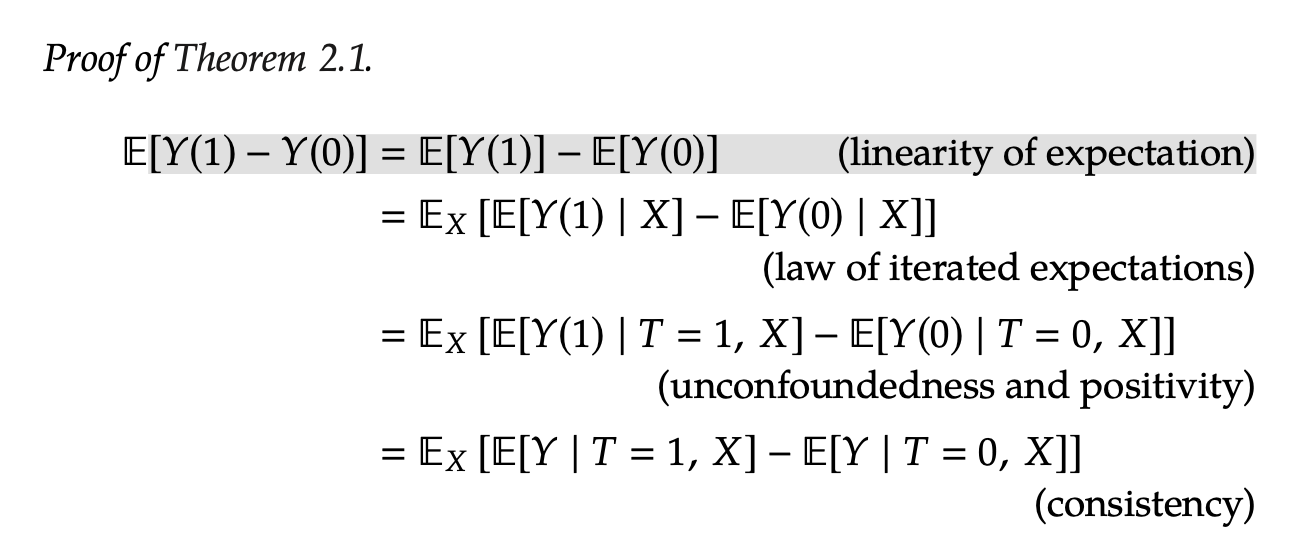 Proof of Theorem 2.1.
𝔼[Y(1) − Y(0)] = 𝔼[Y(1)] − 𝔼[Y(0)] (linearity of expectation)
= 𝔼_X [𝔼[Y(1) | X] − 𝔼[Y(0) | X]]
(law of iterated expectations)
= 𝔼_X [𝔼[Y(1) | T = 1, X] − 𝔼[Y(0) | T = 0, X]]
(unconfoundedness and positivity)
= 𝔼_X [𝔼[Y | T = 1, X] − 𝔼[Y | T = 0, X]]
(consistency)